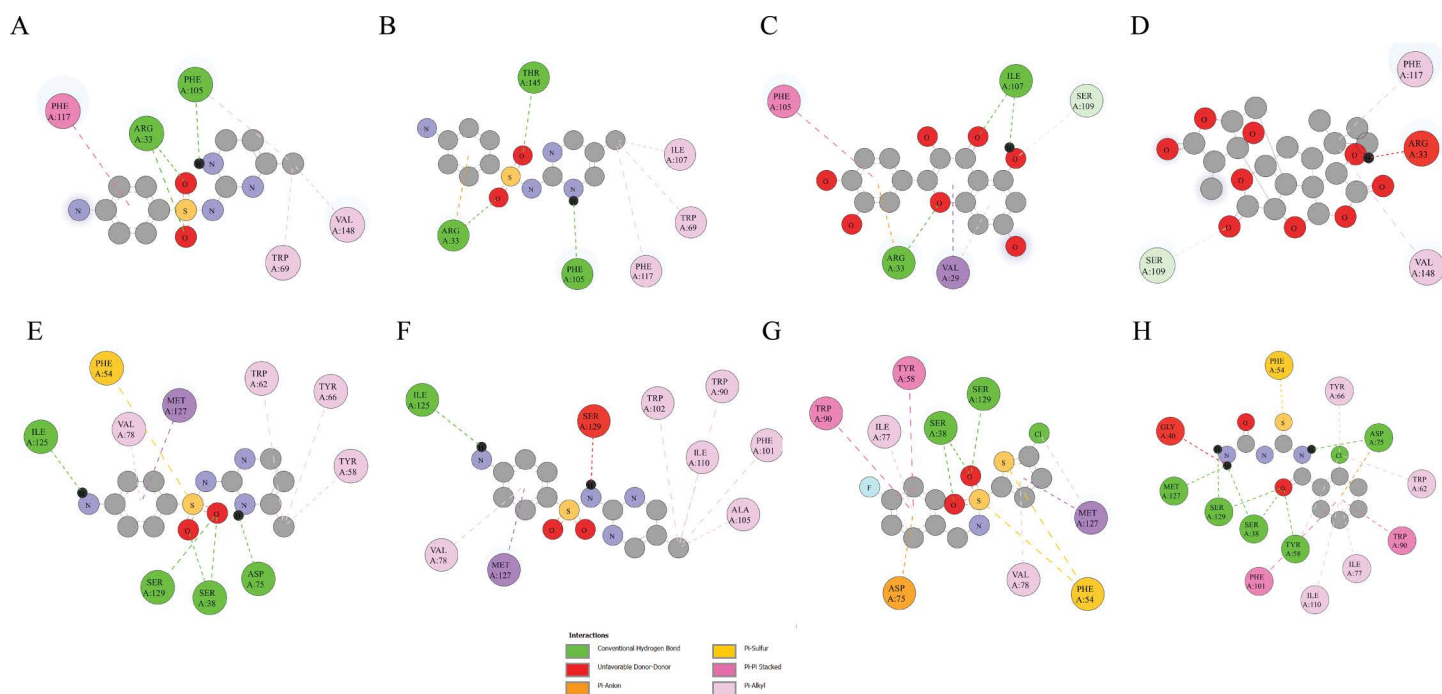 A
PHE
A:105
PHE
A:117
ARG
A:33
N
N
O
S
N
N
O
VAL
A:148
TRP
A:69
B
THR
A:145
N
O
N
S
N
N
O
ILE
A:107
ARG
A:33
TRP
A:69
PHE
A:105
PHE
A:117
C
PHE
A:105
ILE
A:107
SER
A:109
O
O
O
O
O
O
O
ARG
A:33
VAL
A:29
D
PHE
A:117
ARG
A:33
O
O
O
O
O
O
O
O
O
SER
A:109
VAL
A:148
E
PHE
A:54
TRP
A:62
TYR
A:66
MET
A:127
VAL
A:78
ILE
A:125
TYR
A:58
N
N
N
N
S
N
O
O
SER
A:129
SER
A:38
ASP
A:75
F
ILE
A:125
SER
A:129
TRP
A:102
TRP
A:90
ILE
A:110
PHE
A:101
N
N
N
S
O
O
N
N
ALA
A:105
VAL
A:78
MET
A:127
G
TYR
A:58
SER
A:129
TRP
A:90
ILE
A:77
SER
A:38
Cl
S
O
F
O
S
N
MET
A:127
ASP
A:75
VAL
A:78
PHE
A:54
H
PHE
A:54
TYR
A:66
GLY
A:40
O
S
ASP
A:75
N
N
N
Cl
MET
A:127
O
TRP
A:62
SER
A:129
SER
A:38
TYR
A:58
TRP
A:90
PHE
A:101
ILE
A:77
ILE
A:110
Interactions
Conventional Hydrogen Bond
Unfavorable Donor-Donor
Pi-Anion
Pi-Sulfur
Pi-Pi Stacked
Pi-Alkyl